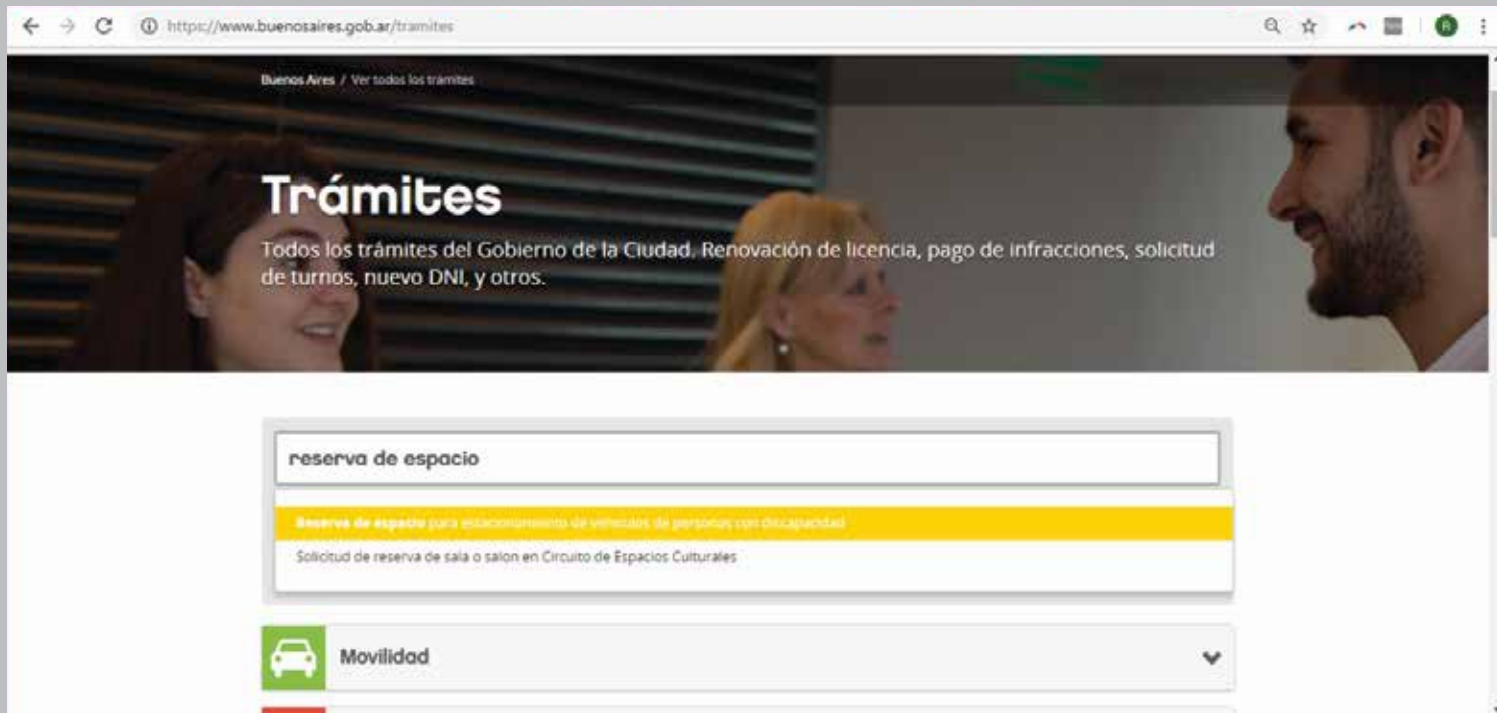 https://www.buenosaires.gob.ar/tramites
Buenos Aires / Ver todos los tramites
Trámites
Todos los trámites del Gobierno de la Ciudad. Renovación de licencia, pago de infracciones, solicitud
de turnos, nuevo DNI, y otros.
reserva de espacio
Reserva de espacio para estacionamiento de vehículos de personas con discapacidad
Solicitud de reserva de sala o salon en Circuito de Espacios Culturales
Movilidad